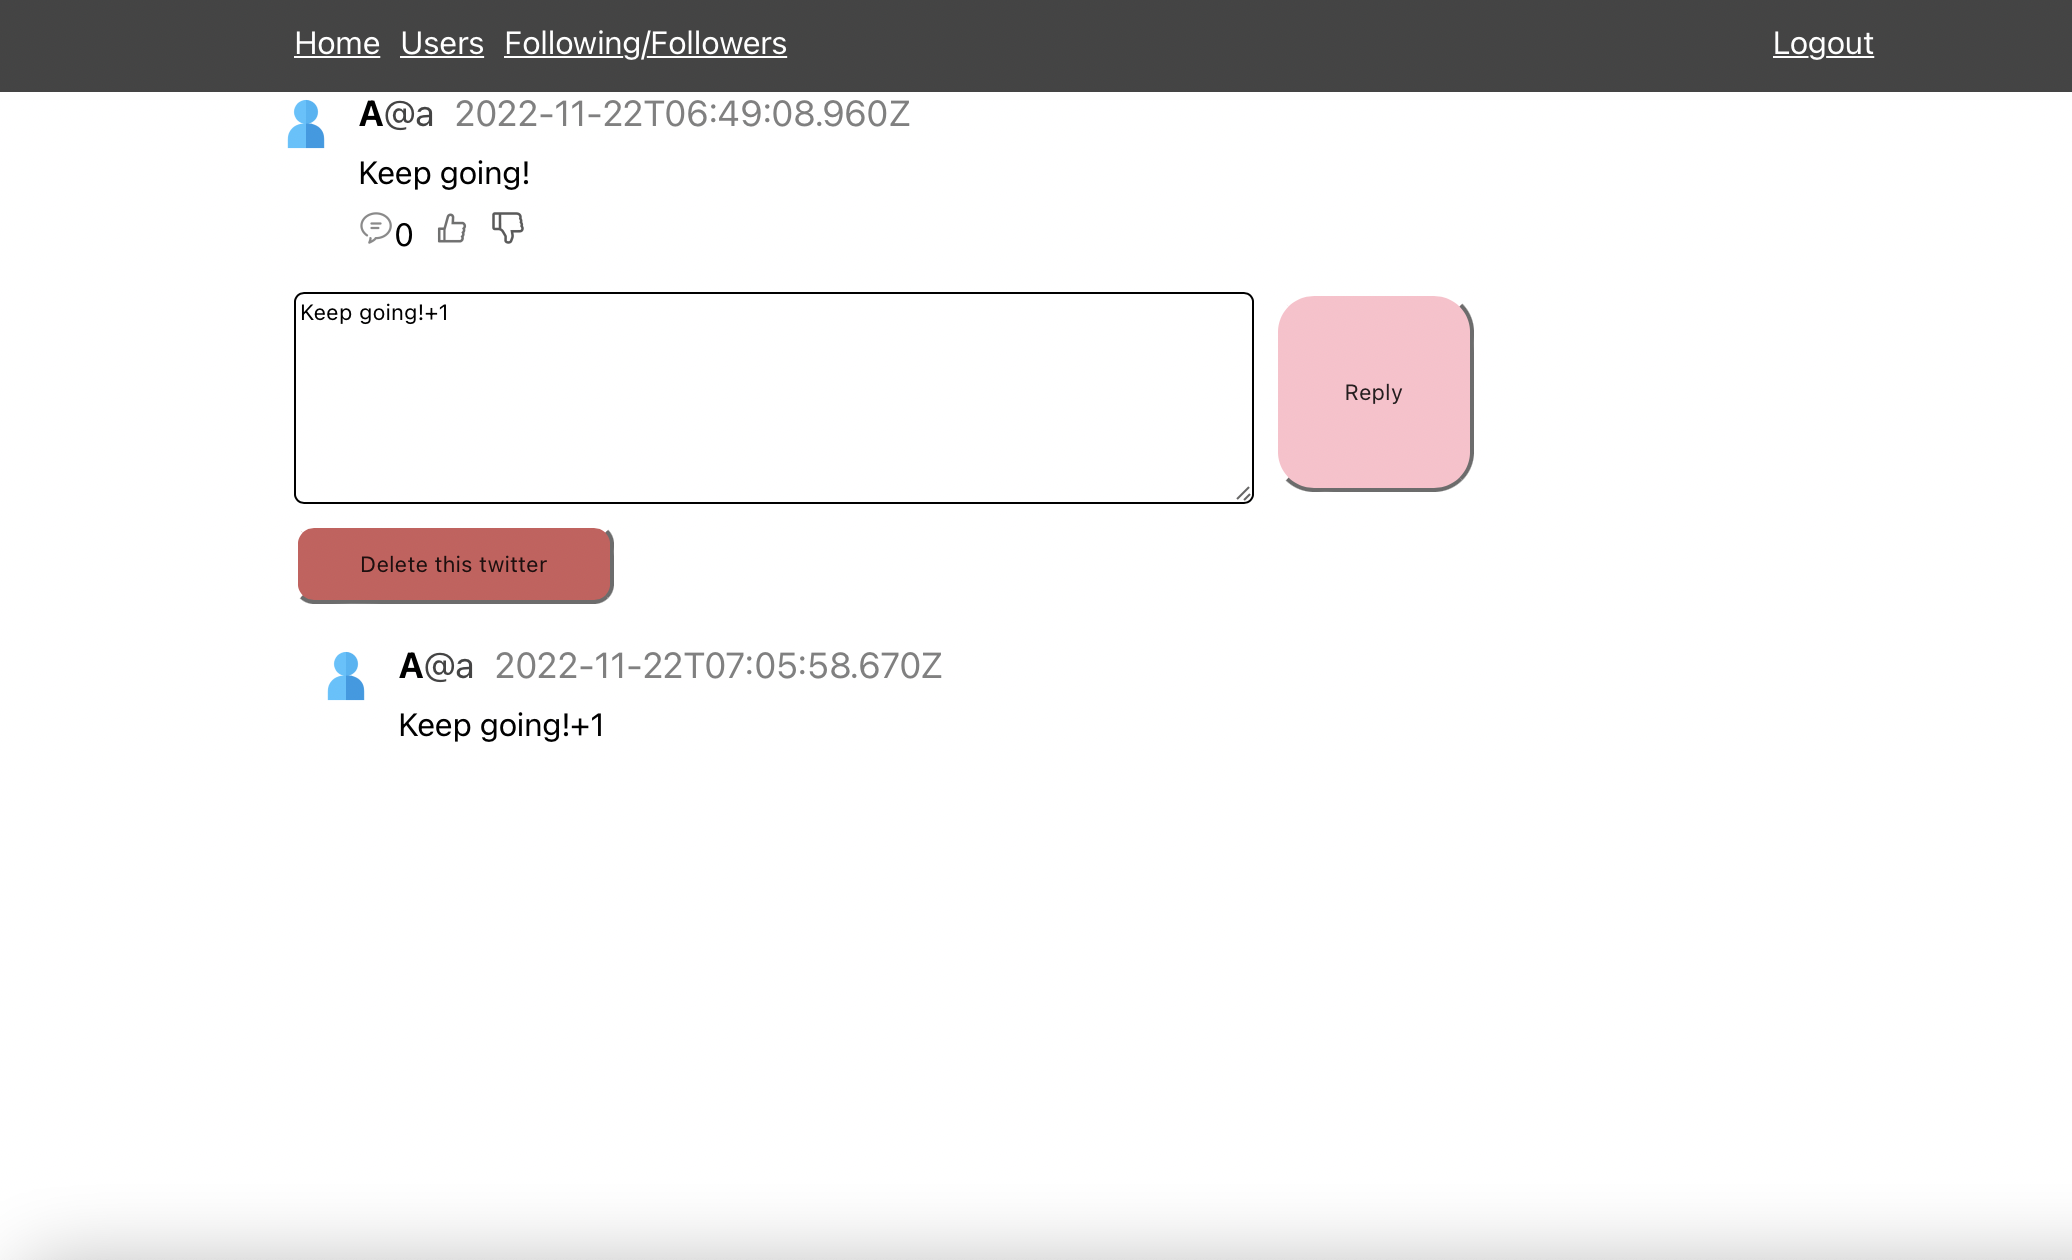 Home Users Following/Followers Logout
A@a 2022-11-22T06:49:08.960Z
Keep going!
0
Keep going!+1
Reply
Delete this twitter
A@a 2022-11-22T07:05:58.670Z
Keep going!+1